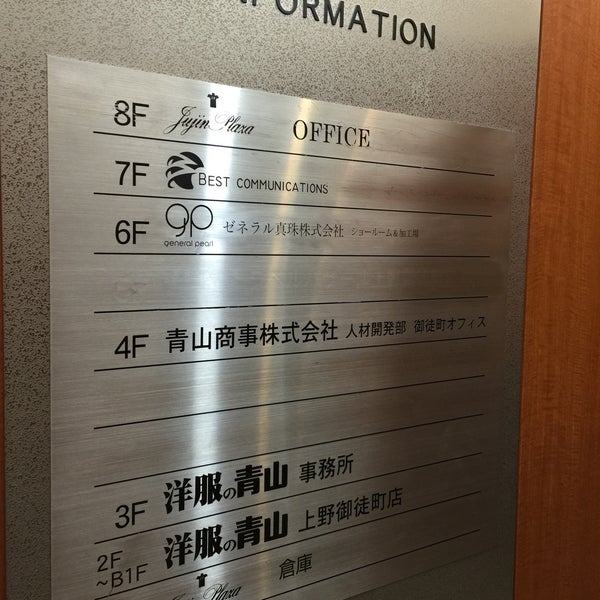 INFORMATION
8F Jujin Plaza OFFICE
7F BEST COMMUNICATIONS
6F gp general pearl ゼネラル真珠株式会社 ショールーム&加工場
4F 青山商事株式会社 人材開発部 御徒町オフィス
3F 洋服の青山 事務所
2F ~B1F 洋服の青山 上野御徒町店
Jujin Plaza 倉庫